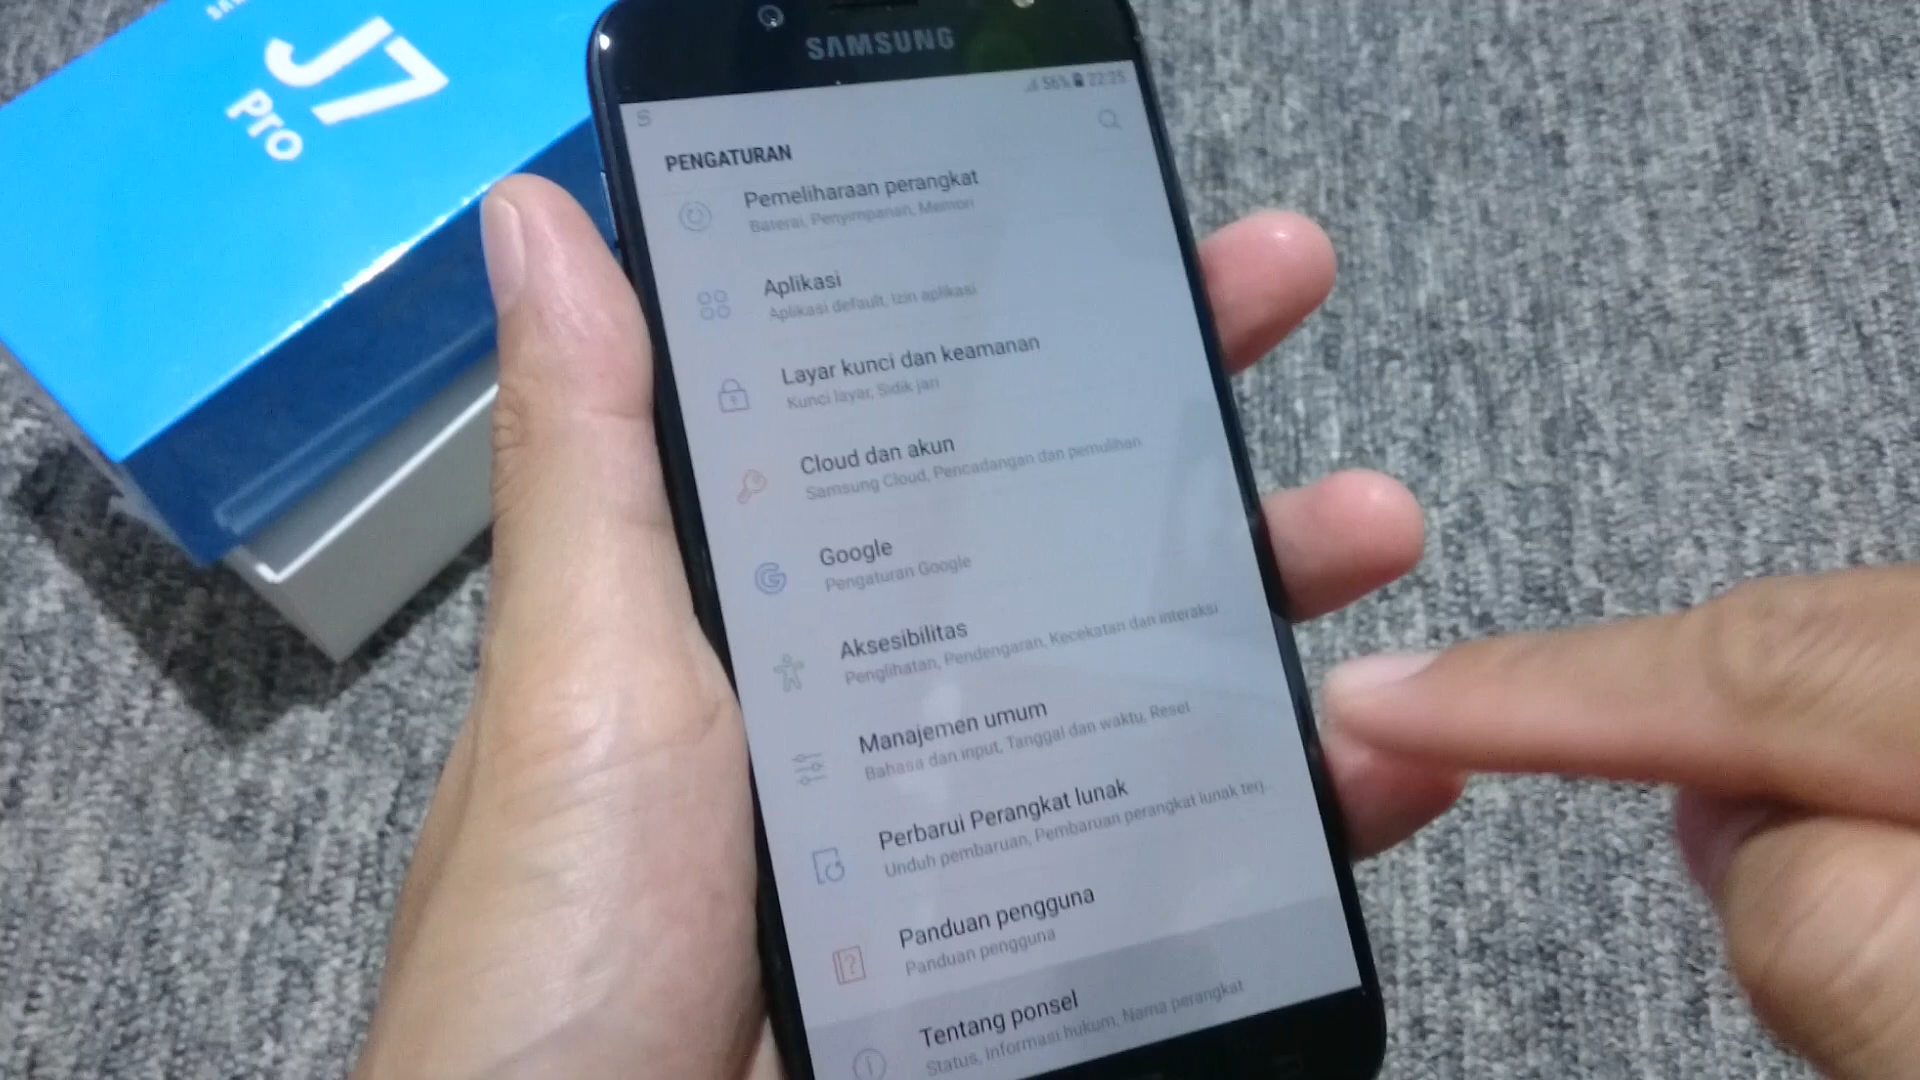 J7
Pro
SAMSUNG
56% 22:25
PENGATURAN
Pemeliharaan perangkat
Baterai, Penyimpanan, Memori
Aplikasi
Aplikasi default, Izin aplikasi
Layar kunci dan keamanan
Kunci layar, Sidik jari
Cloud dan akun
Samsung Cloud, Pencadangan dan pemulihan
Google
Pengaturan Google
Aksesibilitas
Penglihatan, Pendengaran, Kecekatan dan interaksi
Manajemen umum
Bahasa dan input, Tanggal dan waktu, Reset
Perbarui Perangkat lunak
Unduh pembaruan, Pembaruan perangkat lunak terj...
Panduan pengguna
Panduan pengguna
Tentang ponsel
Status, Informasi hukum, Nama perangkat